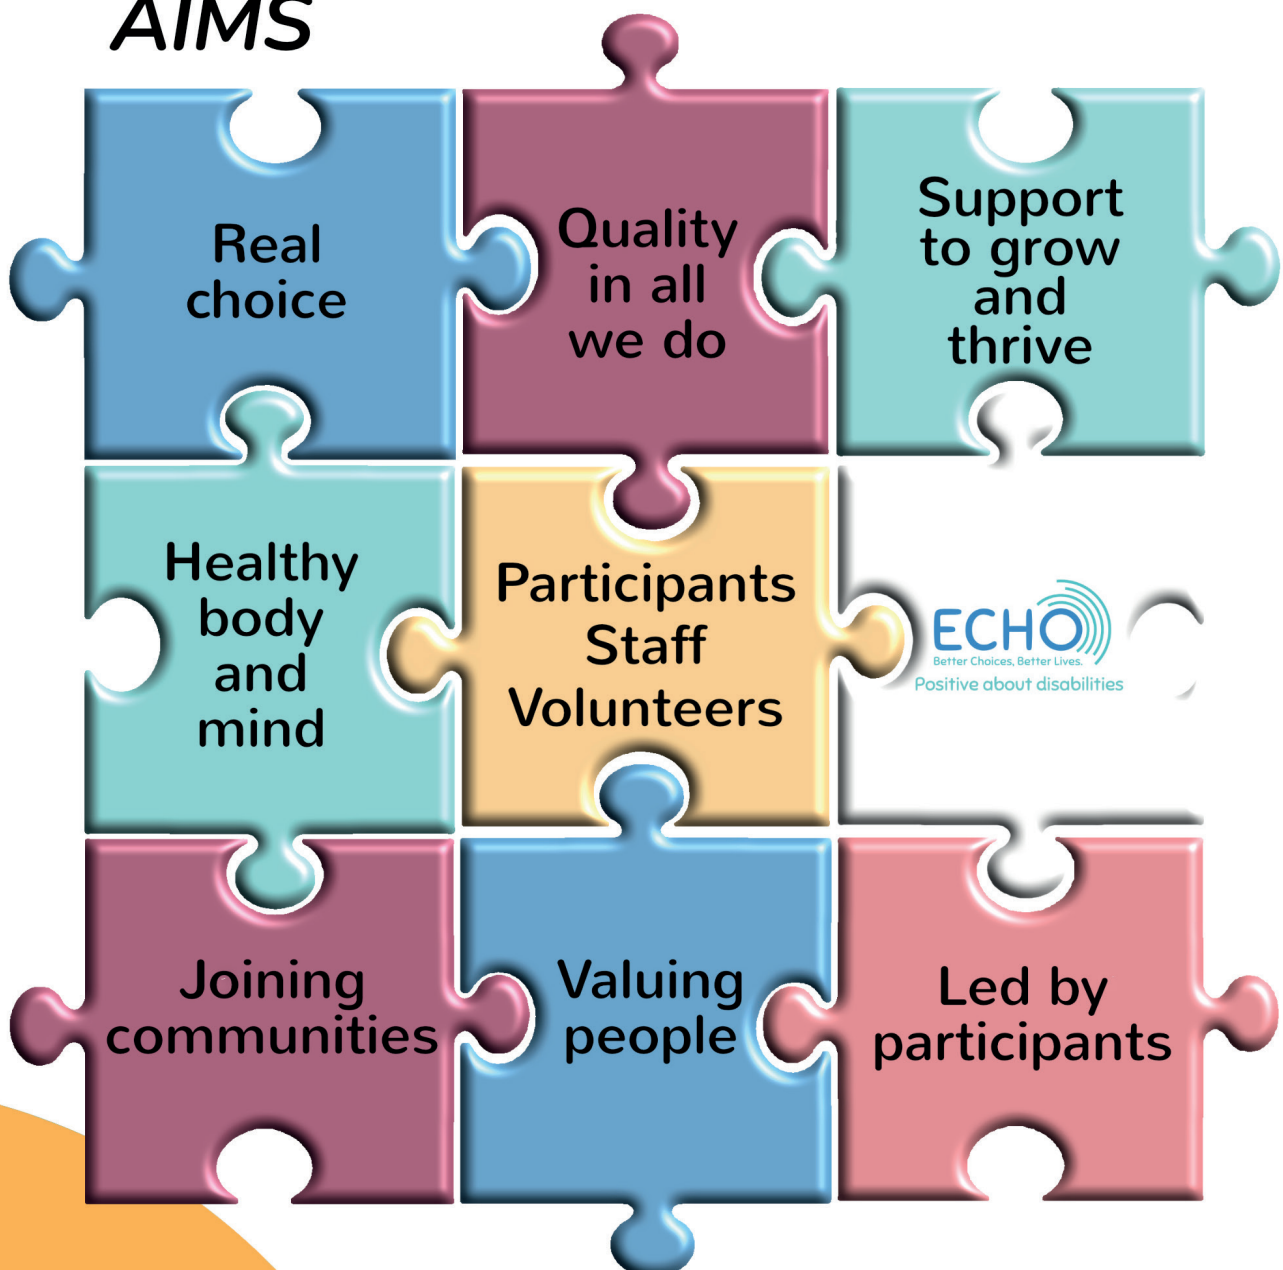 AIMS
Real
choice
Quality
in all
we do
Support
to grow
and
thrive
Healthy
body
and
mind
Participants
Staff
Volunteers
ECHO
Better Choices, Better Lives.
Positive about disabilities
Joining
communities
Valuing
people
Led by
participants